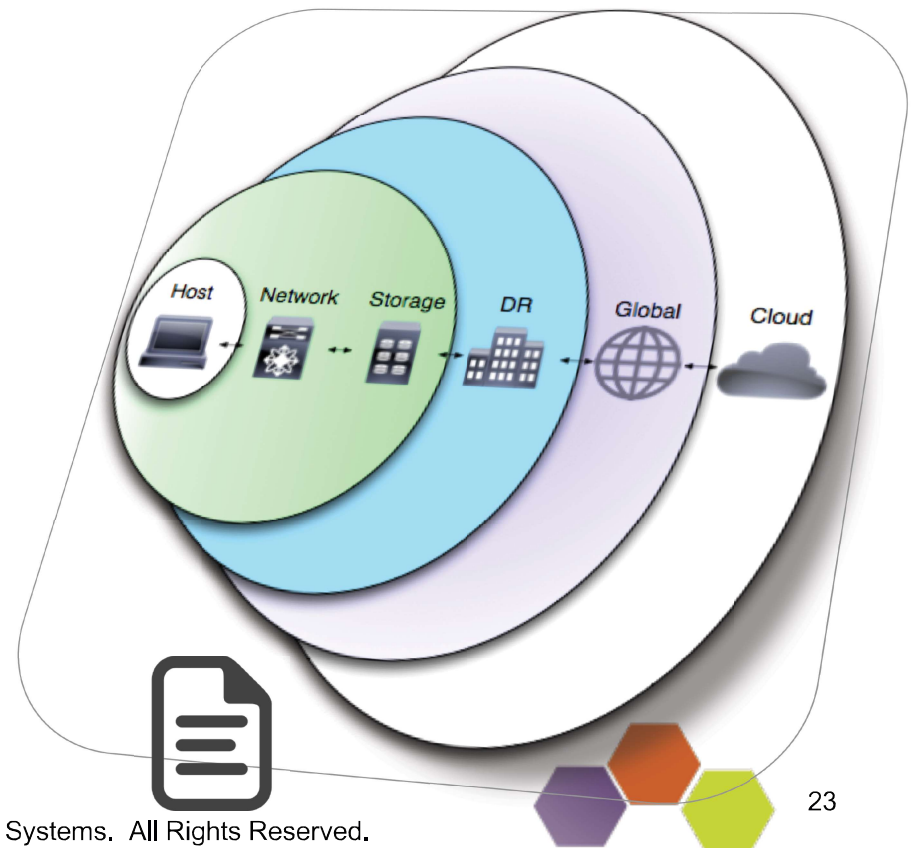 Host
Network
Storage
DR
Global
Cloud
23
Systems. All Rights Reserved.